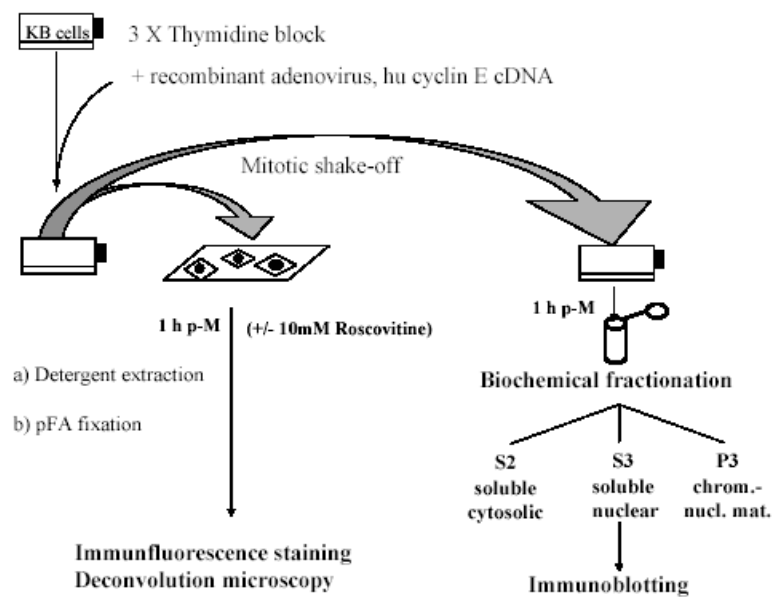 KB cells
3 X Thymidine block
+ recombinant adenovirus, hu cyclin E cDNA
Mitotic shake-off
1 h p-M
(+/- 10mM Roscovitine)
a) Detergent extraction
b) pFA fixation
Immunfluorescence staining
Deconvolution microscopy
1 h p-M
Biochemical fractionation
S2
soluble
cytosolic
S3
soluble
nuclear
P3
chrom.-
nucl. mat.
Immunoblotting